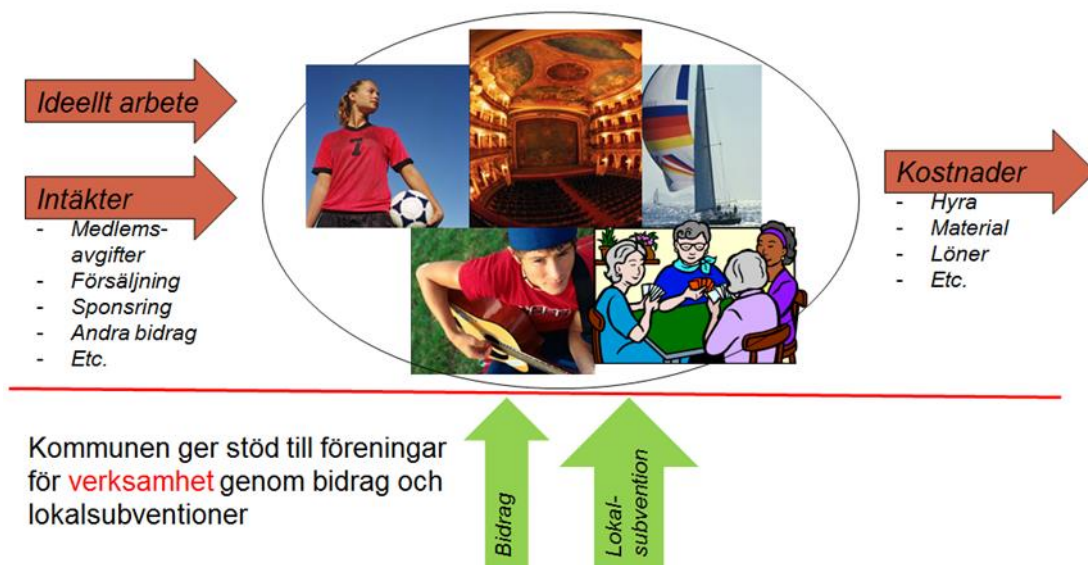 Ideellt arbete
Intäkter
- Medlems-
avgifter
- Försäljning
- Sponsring
- Andra bidrag
- Etc.
7
Kostnader
- Hyra
- Material
- Löner
- Etc.
Kommunen ger stöd till föreningar
för verksamhet genom bidrag och
lokalsubventioner
Bidrag
Lokal-
subvention